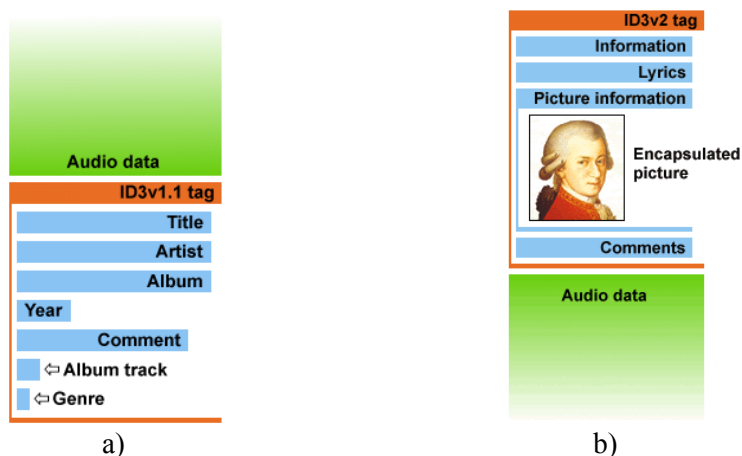 Audio data
ID3v1.1 tag
Title
Artist
Album
Year
Comment
⇦ Album track
⇦ Genre
a)
ID3v2 tag
Information
Lyrics
Picture information
Encapsulated
picture
Comments
Audio data
b)